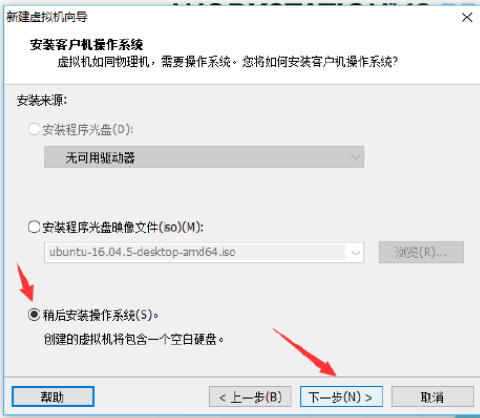 新建虚拟机向导
安装客户机操作系统
虚拟机如同物理机，需要操作系统。您将如何安装客户机操作系统?
安装来源:
安装程序光盘(D):
无可用驱动器
安装程序光盘映像文件(iso)(M):
ubuntu-16.04.5-desktop-amd64.iso
浏览(R)...
稍后安装操作系统(S)。
创建的虚拟机将包含一个空白硬盘。
帮助
< 上一步(B)
下一步(N) >
取消